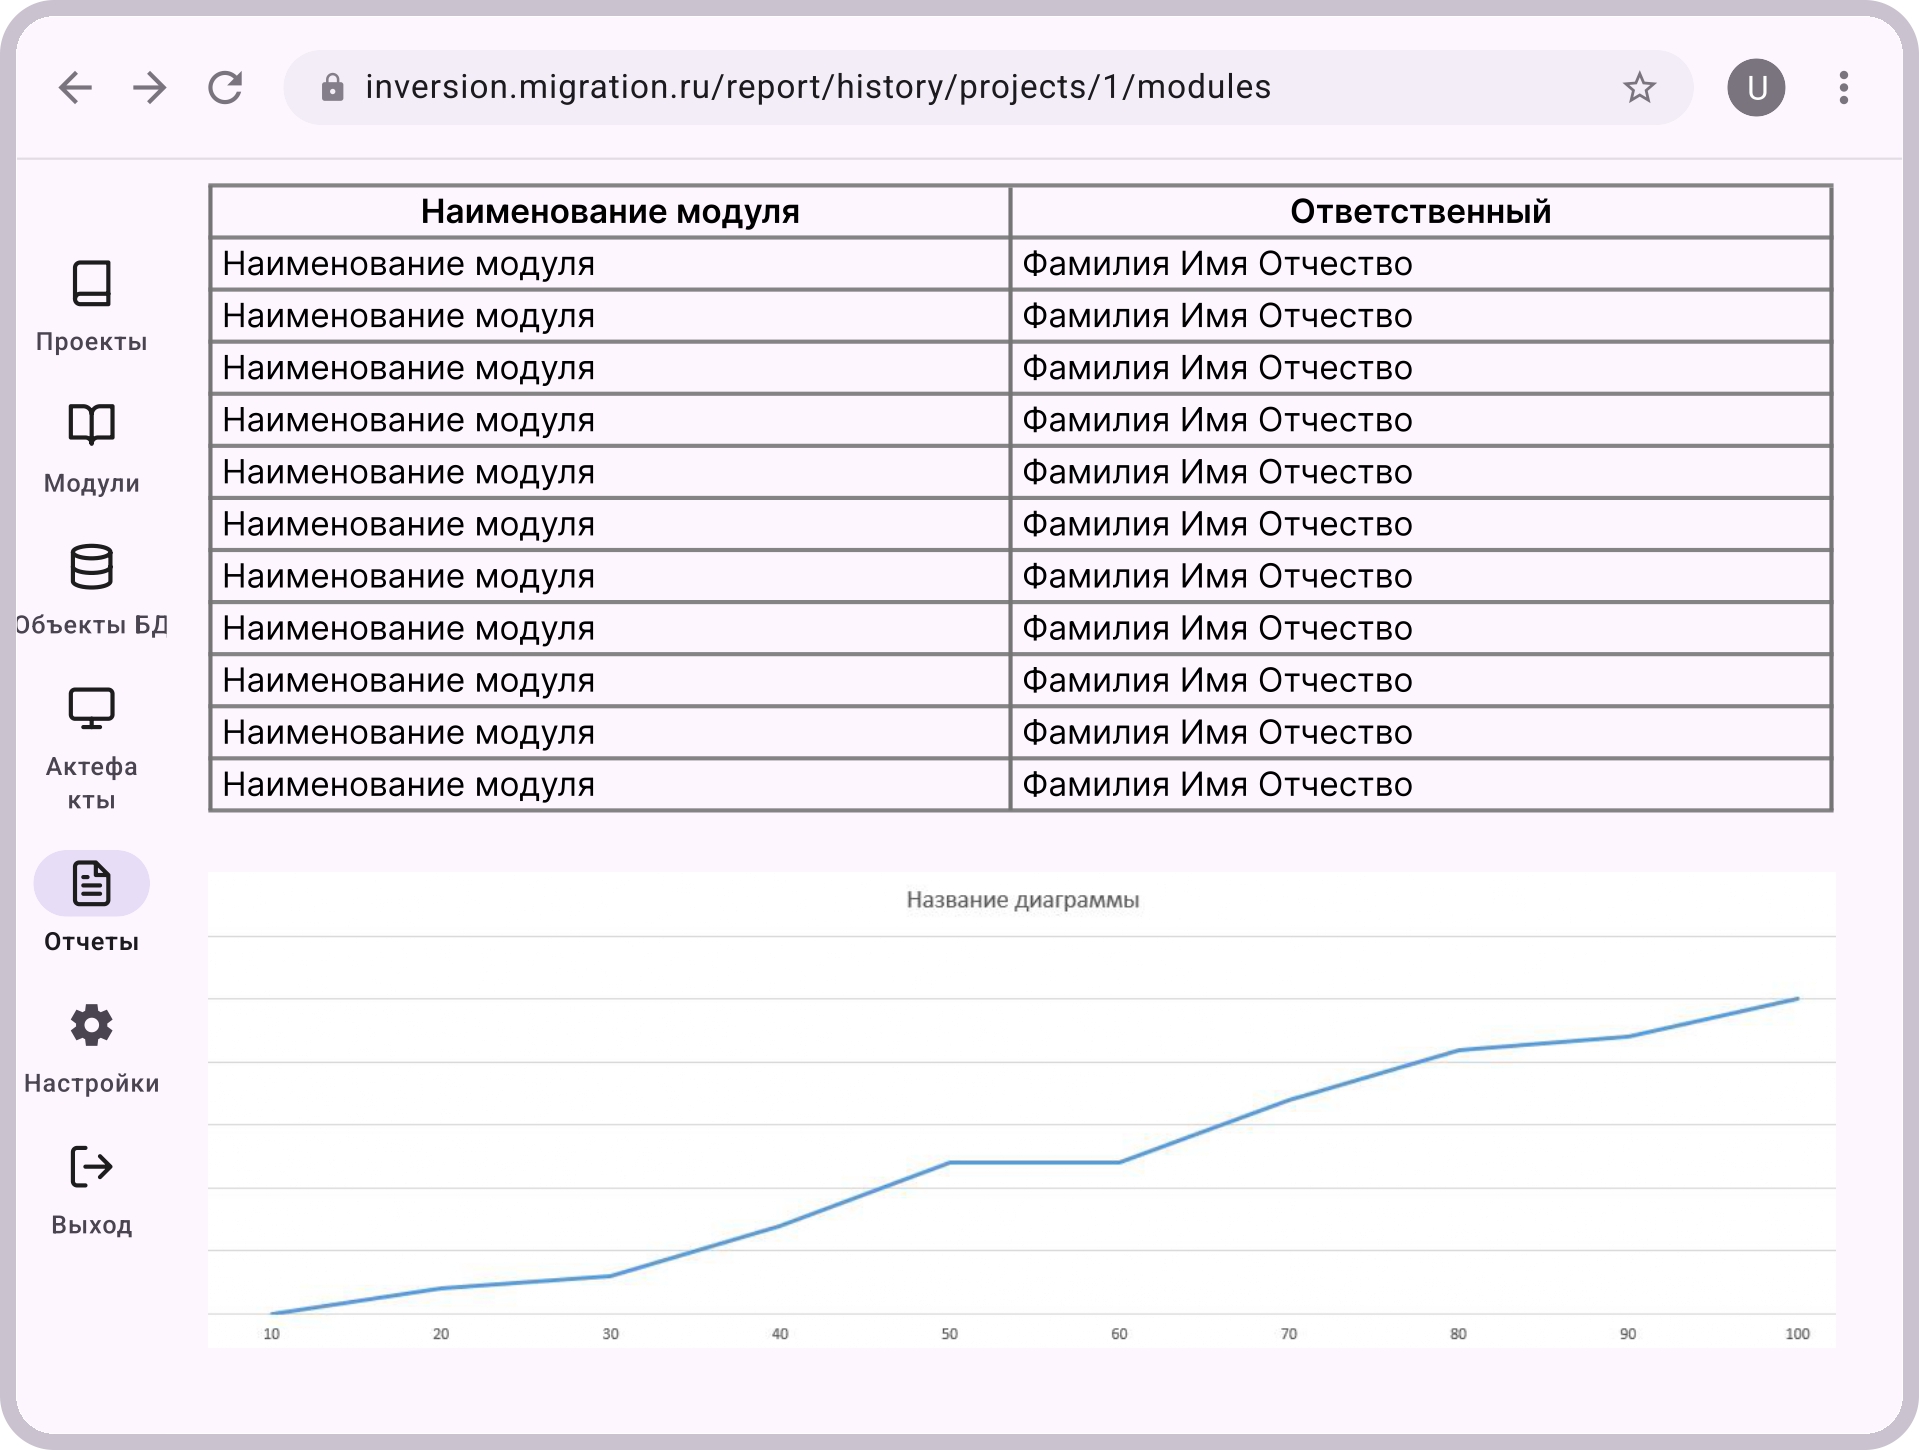 inversion.migration.ru/report/history/projects/1/modules
U
Проекты
Модули
Объекты БД
Актефа
кты
Отчеты
Настройки
Выход
Наименование модуля Ответственный
Наименование модуля Фамилия Имя Отчество
Наименование модуля Фамилия Имя Отчество
Наименование модуля Фамилия Имя Отчество
Наименование модуля Фамилия Имя Отчество
Наименование модуля Фамилия Имя Отчество
Наименование модуля Фамилия Имя Отчество
Наименование модуля Фамилия Имя Отчество
Наименование модуля Фамилия Имя Отчество
Наименование модуля Фамилия Имя Отчество
Наименование модуля Фамилия Имя Отчество
Наименование модуля Фамилия Имя Отчество
Название диаграммы
10 20 30 40 50 60 70 80 90 100